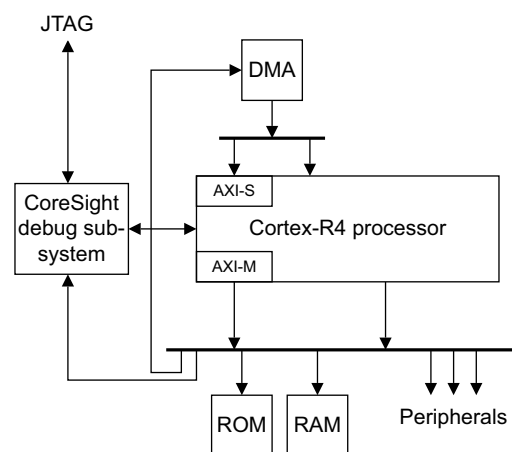 JTAG
DMA
AXI-S
CoreSight
debug sub-
system
Cortex-R4 processor
AXI-M
ROM
RAM
Peripherals